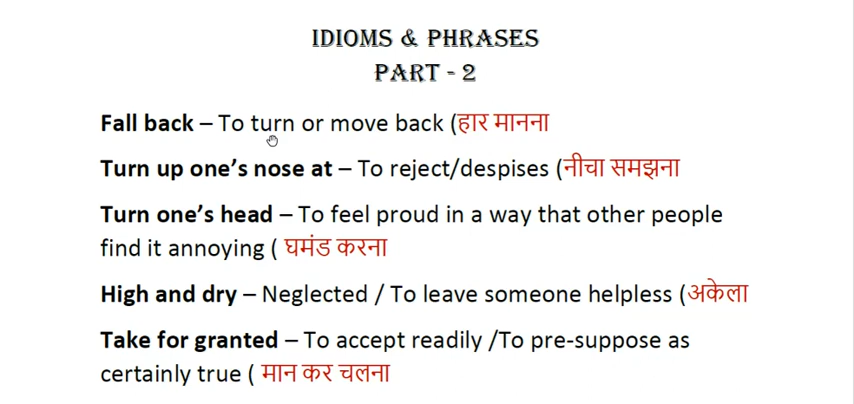 IDIOMS & PHRASES
PART - 2
Fall back – To turn or move back (हार मानना
Turn up one's nose at – To reject/despises (नीचा समझना
Turn one's head – To feel proud in a way that other people
find it annoying ( घमंड करना
High and dry – Neglected / To leave someone helpless (अकेला
Take for granted – To accept readily /To pre-suppose as
certainly true ( मान कर चलना